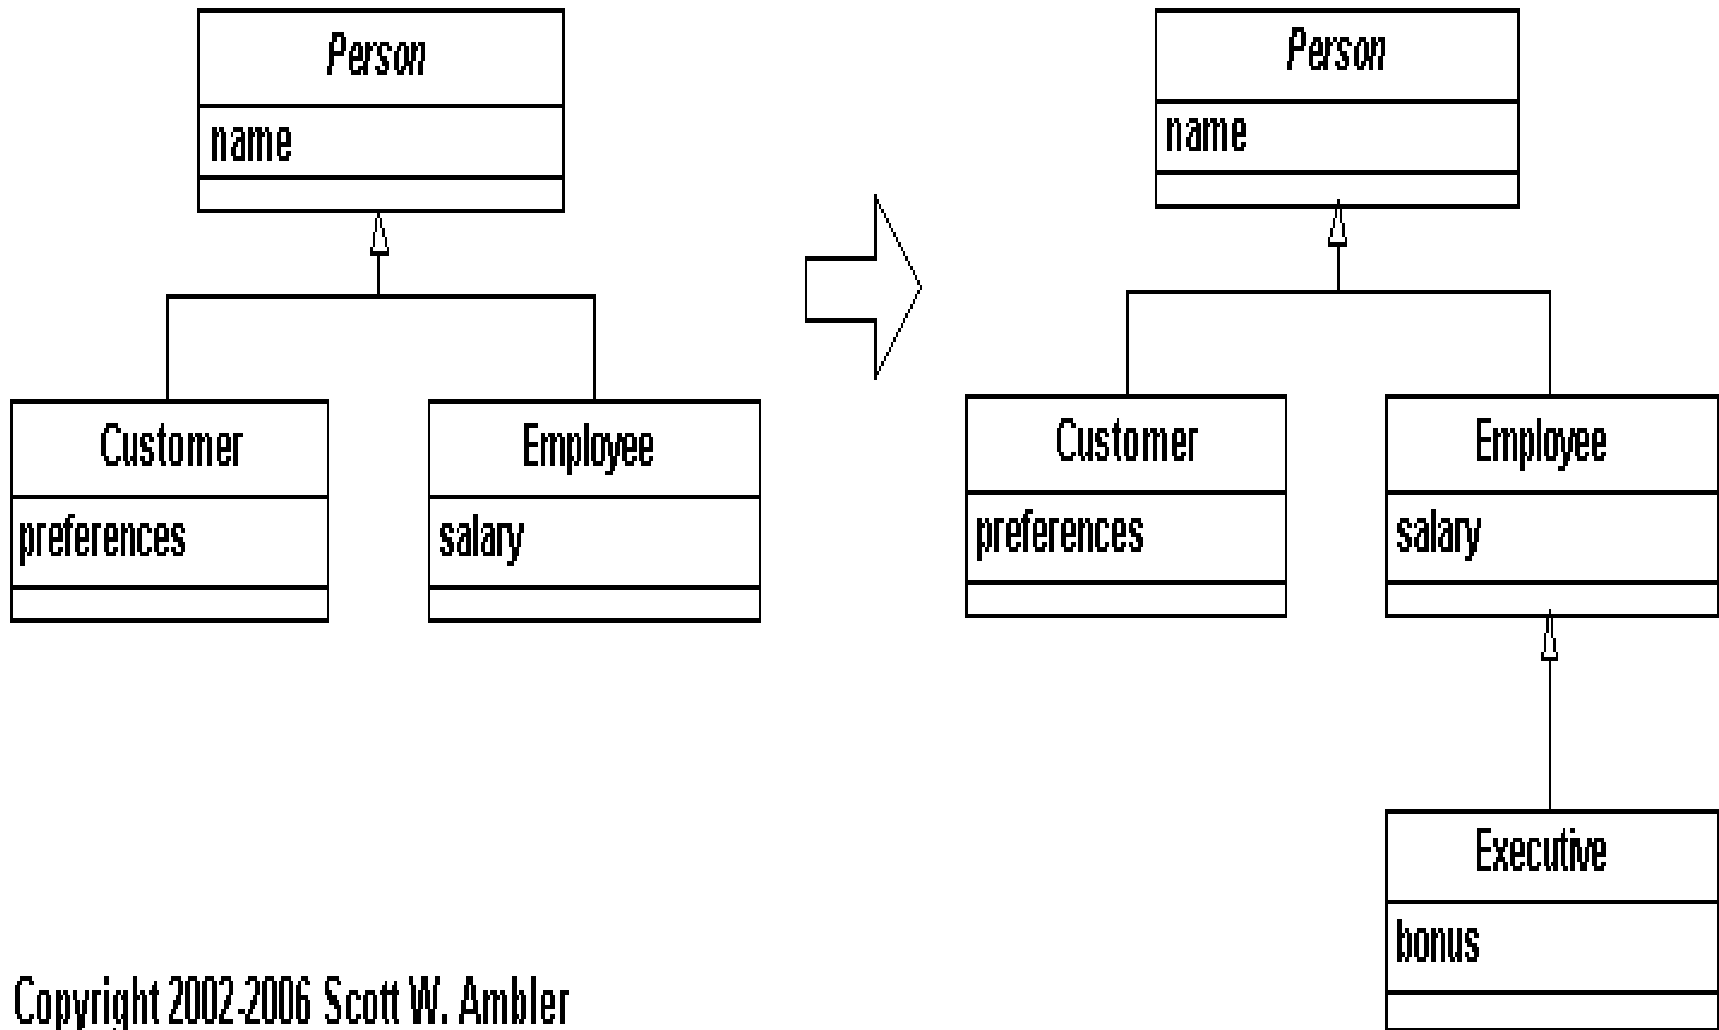 Person
name
Customer
preferences
Employee
salary
Person
name
Customer
preferences
Employee
salary
Executive
bonus
Copyright 2002-2006 Scott W. Ambler